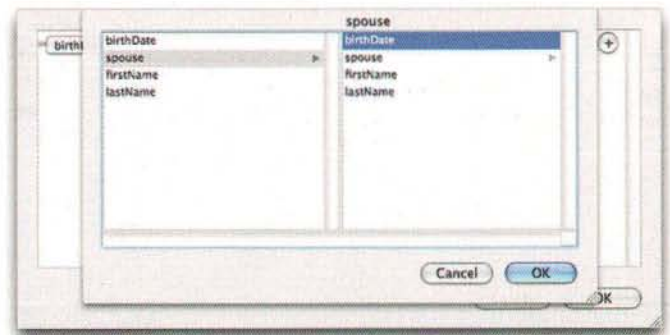 spouse
birthDate
spouse
firstName
lastName
birthDate
spouse
firstName
lastName
Cancel
OK